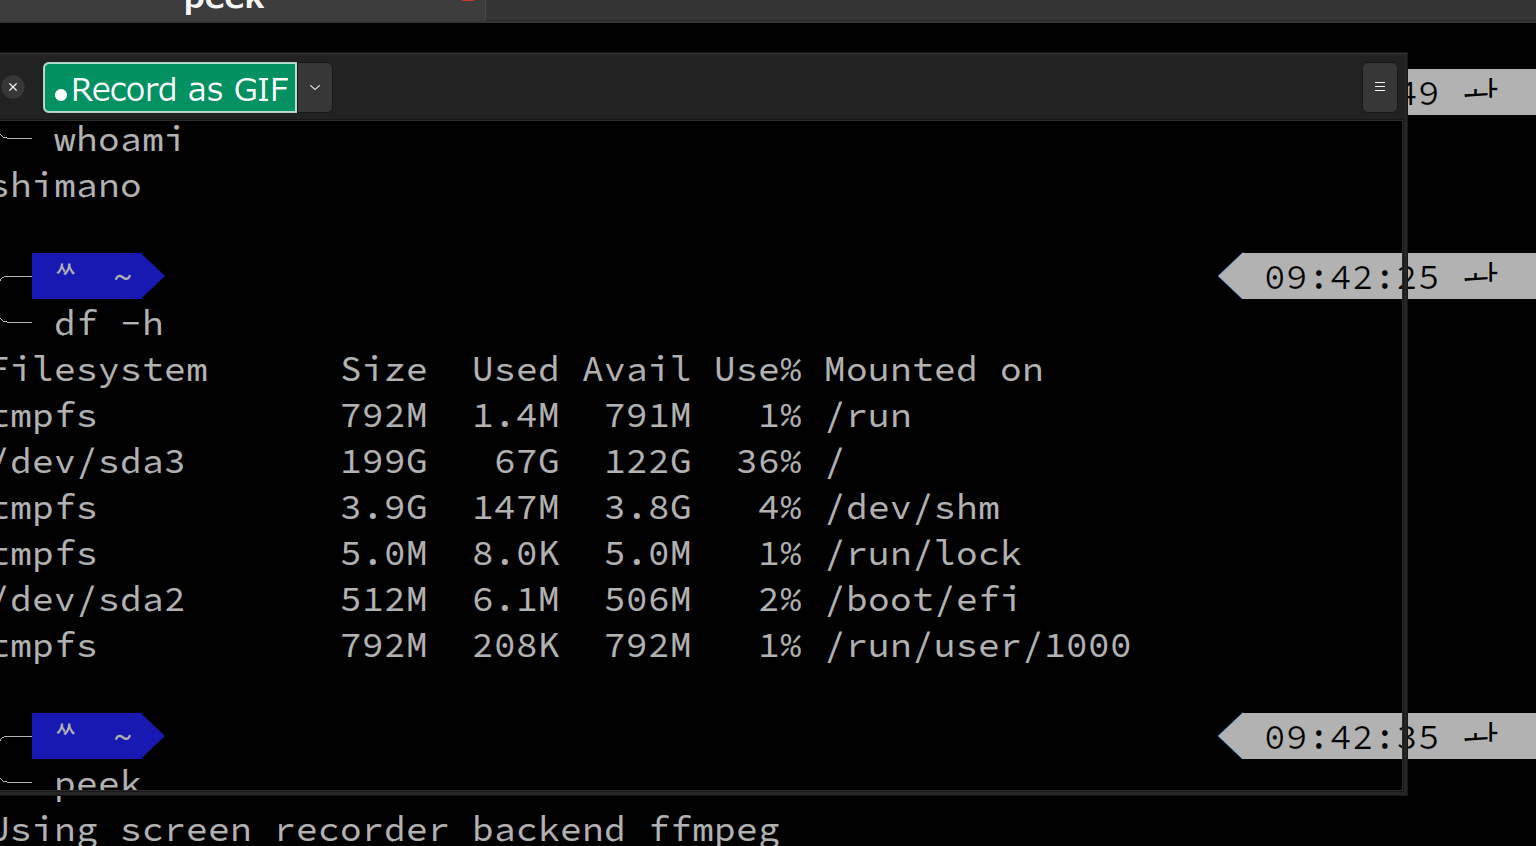 peek
Record as GIF
49
whoami
shimano
~ 09:42:25
df -h
Filesystem Size Used Avail Use% Mounted on
tmpfs 792M 1.4M 791M 1% /run
/dev/sda3 199G 67G 122G 36% /
tmpfs 3.9G 147M 3.8G 4% /dev/shm
tmpfs 5.0M 8.0K 5.0M 1% /run/lock
/dev/sda2 512M 6.1M 506M 2% /boot/efi
tmpfs 792M 208K 792M 1% /run/user/1000
~ 09:42:35
peek
Using screen recorder backend ffmpeg